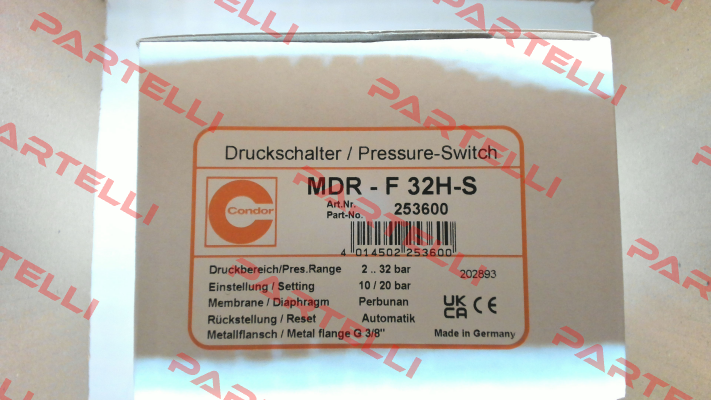 PARTELLI
PARTELLI
PARTELLI
Druckschalter / Pressure-Switch
Condor
MDR - F 32H-S
Art.Nr.
Part-No. 253600
4 014502 253600
Druckbereich/Pres.Range 2 .. 32 bar
202893
Einstellung / Setting 10 / 20 bar
Membrane / Diaphragm Perbunan
UK CA CE
Rückstellung / Reset Automatik
Metallflansch / Metal flange G 3/8"
Made in Germany
PARTELLI
PARTELLI
PARTELLI
PARTELLI